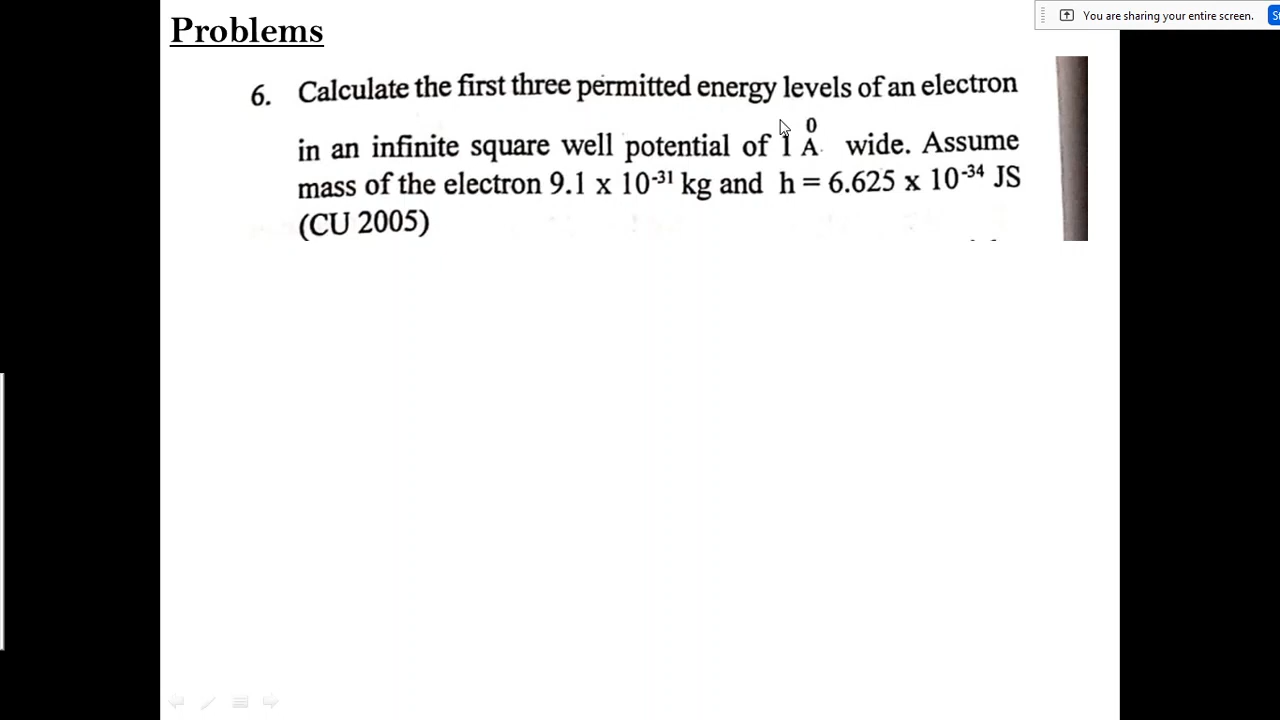 You are sharing your entire screen.
Problems
6. Calculate the first three permitted energy levels of an electron
in an infinite square well potential of 1 Å wide. Assume
mass of the electron 9.1 x 10⁻³¹ kg and h = 6.625 x 10⁻³⁴ JS
(CU 2005)